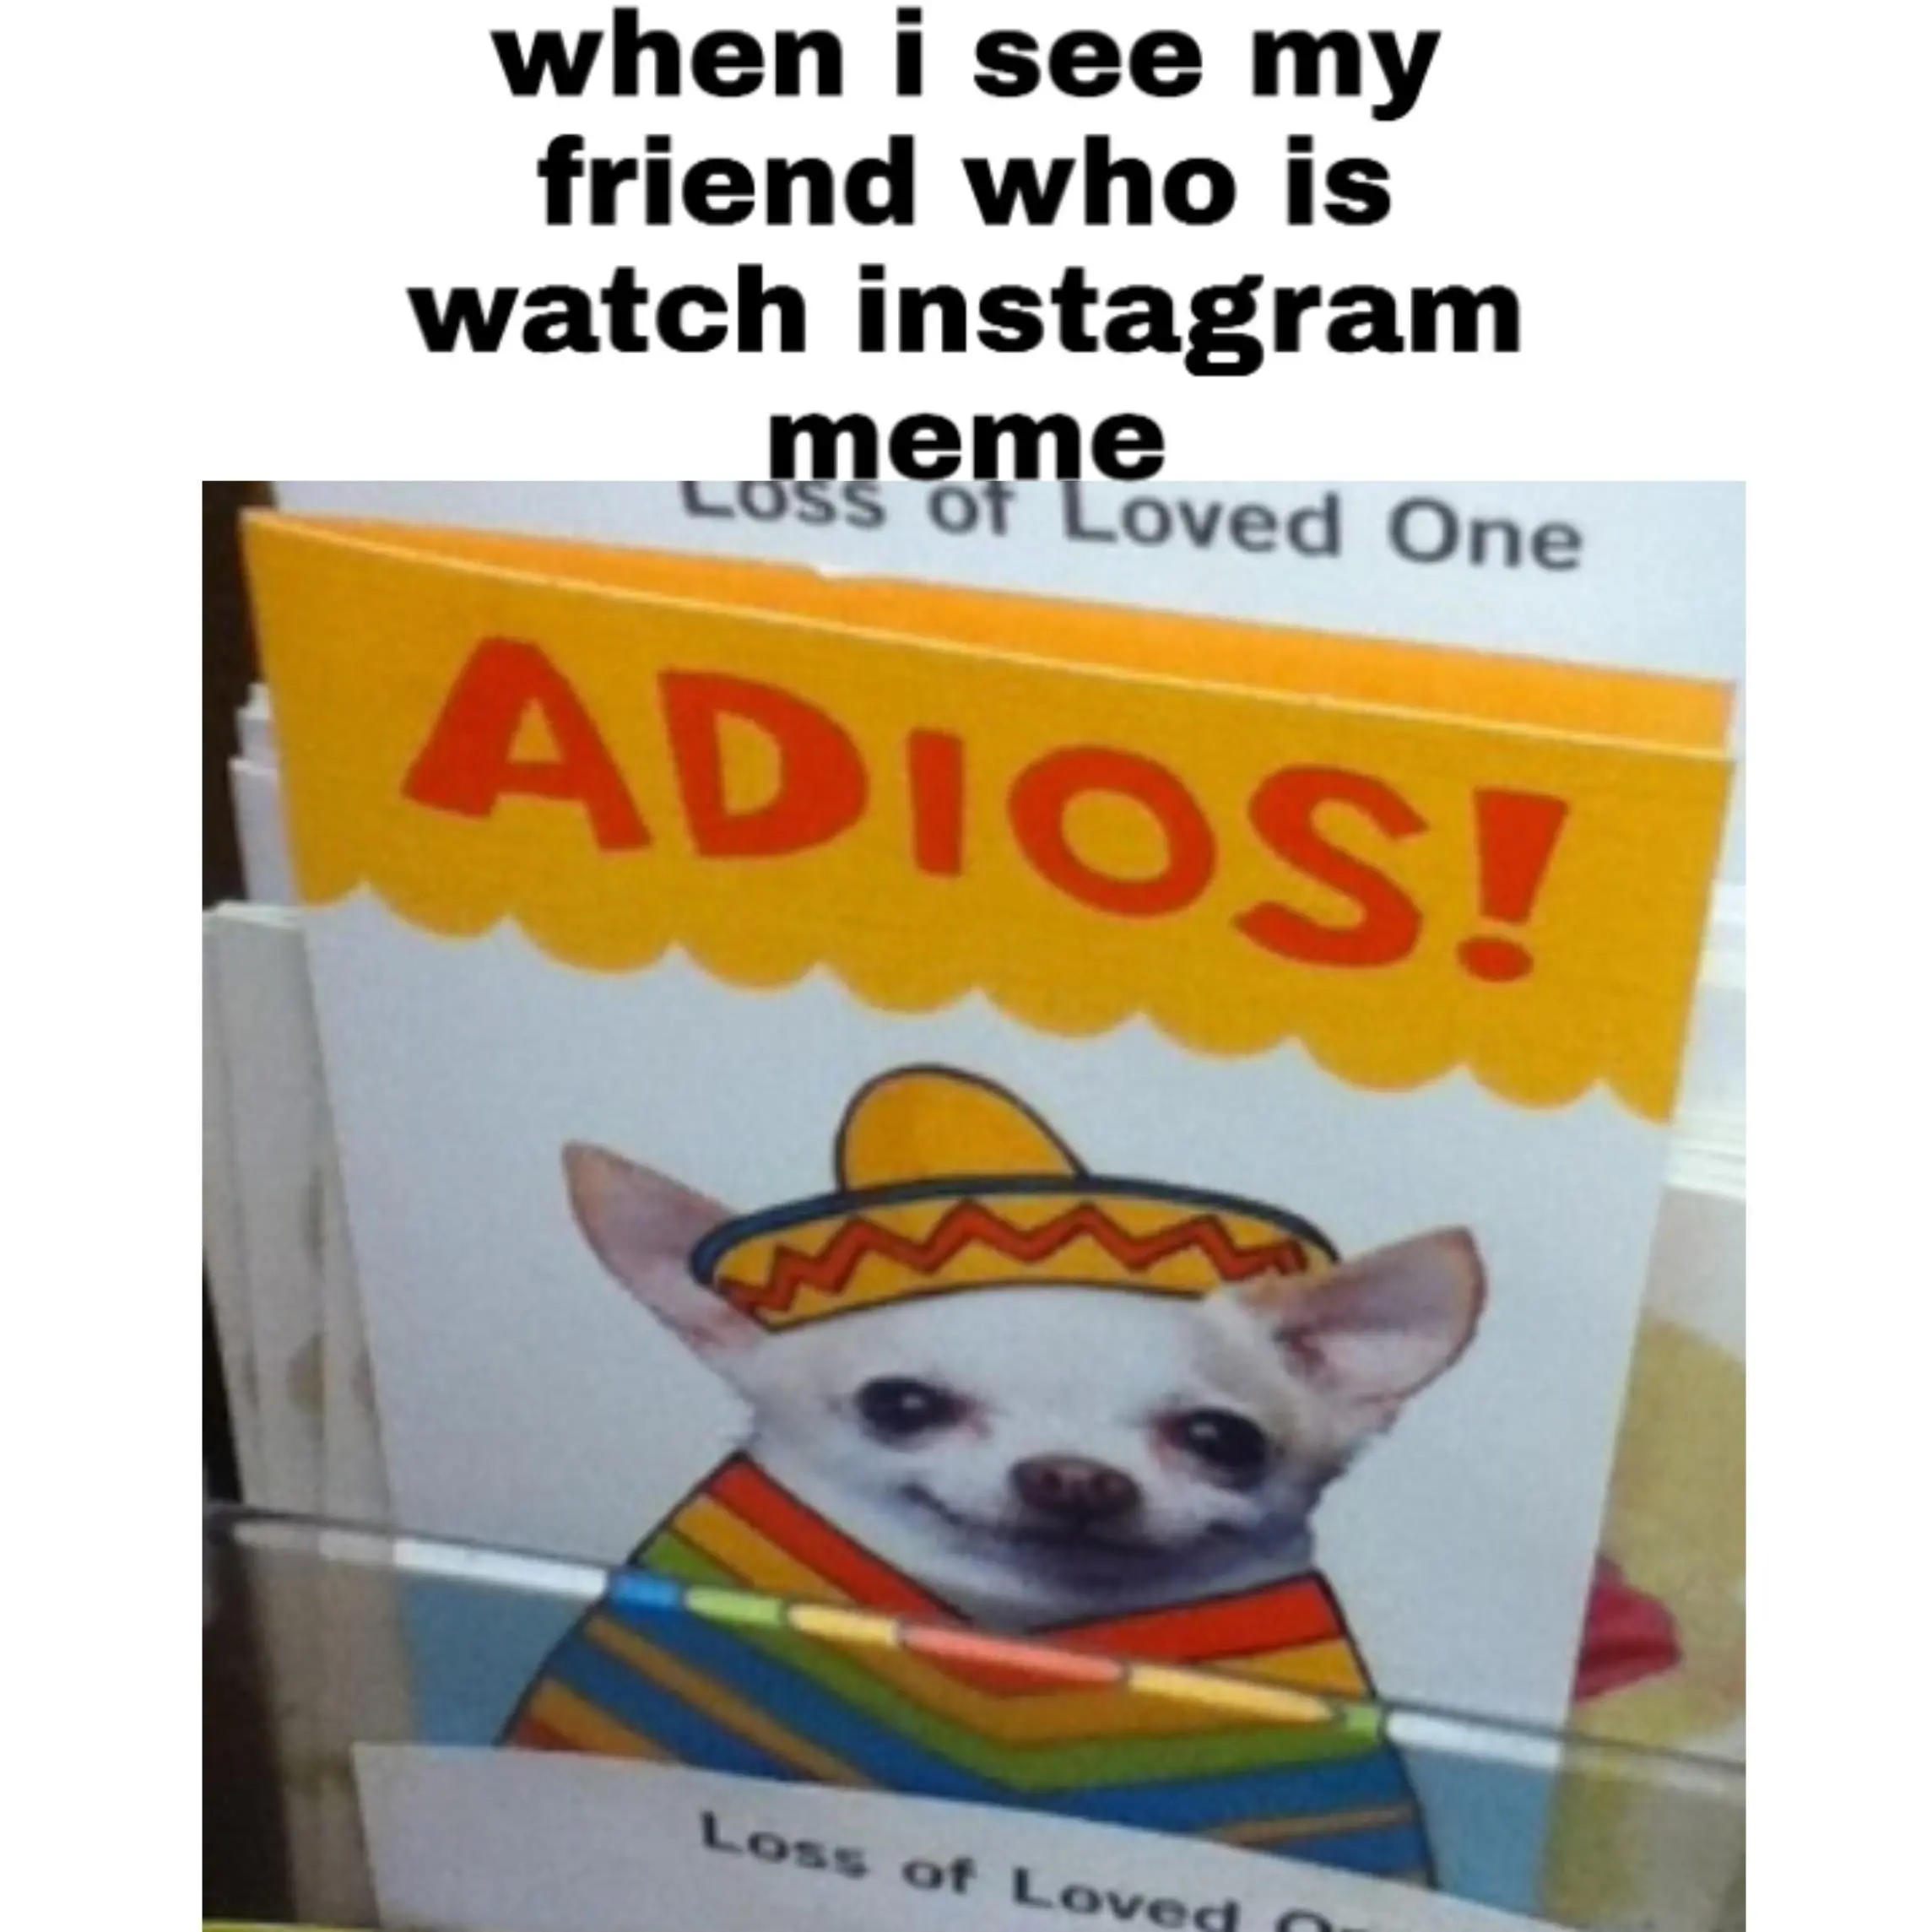 when i see my
friend who is
watch instagram
meme
Loss of Loved One
ADIOS!
Loss of Loved